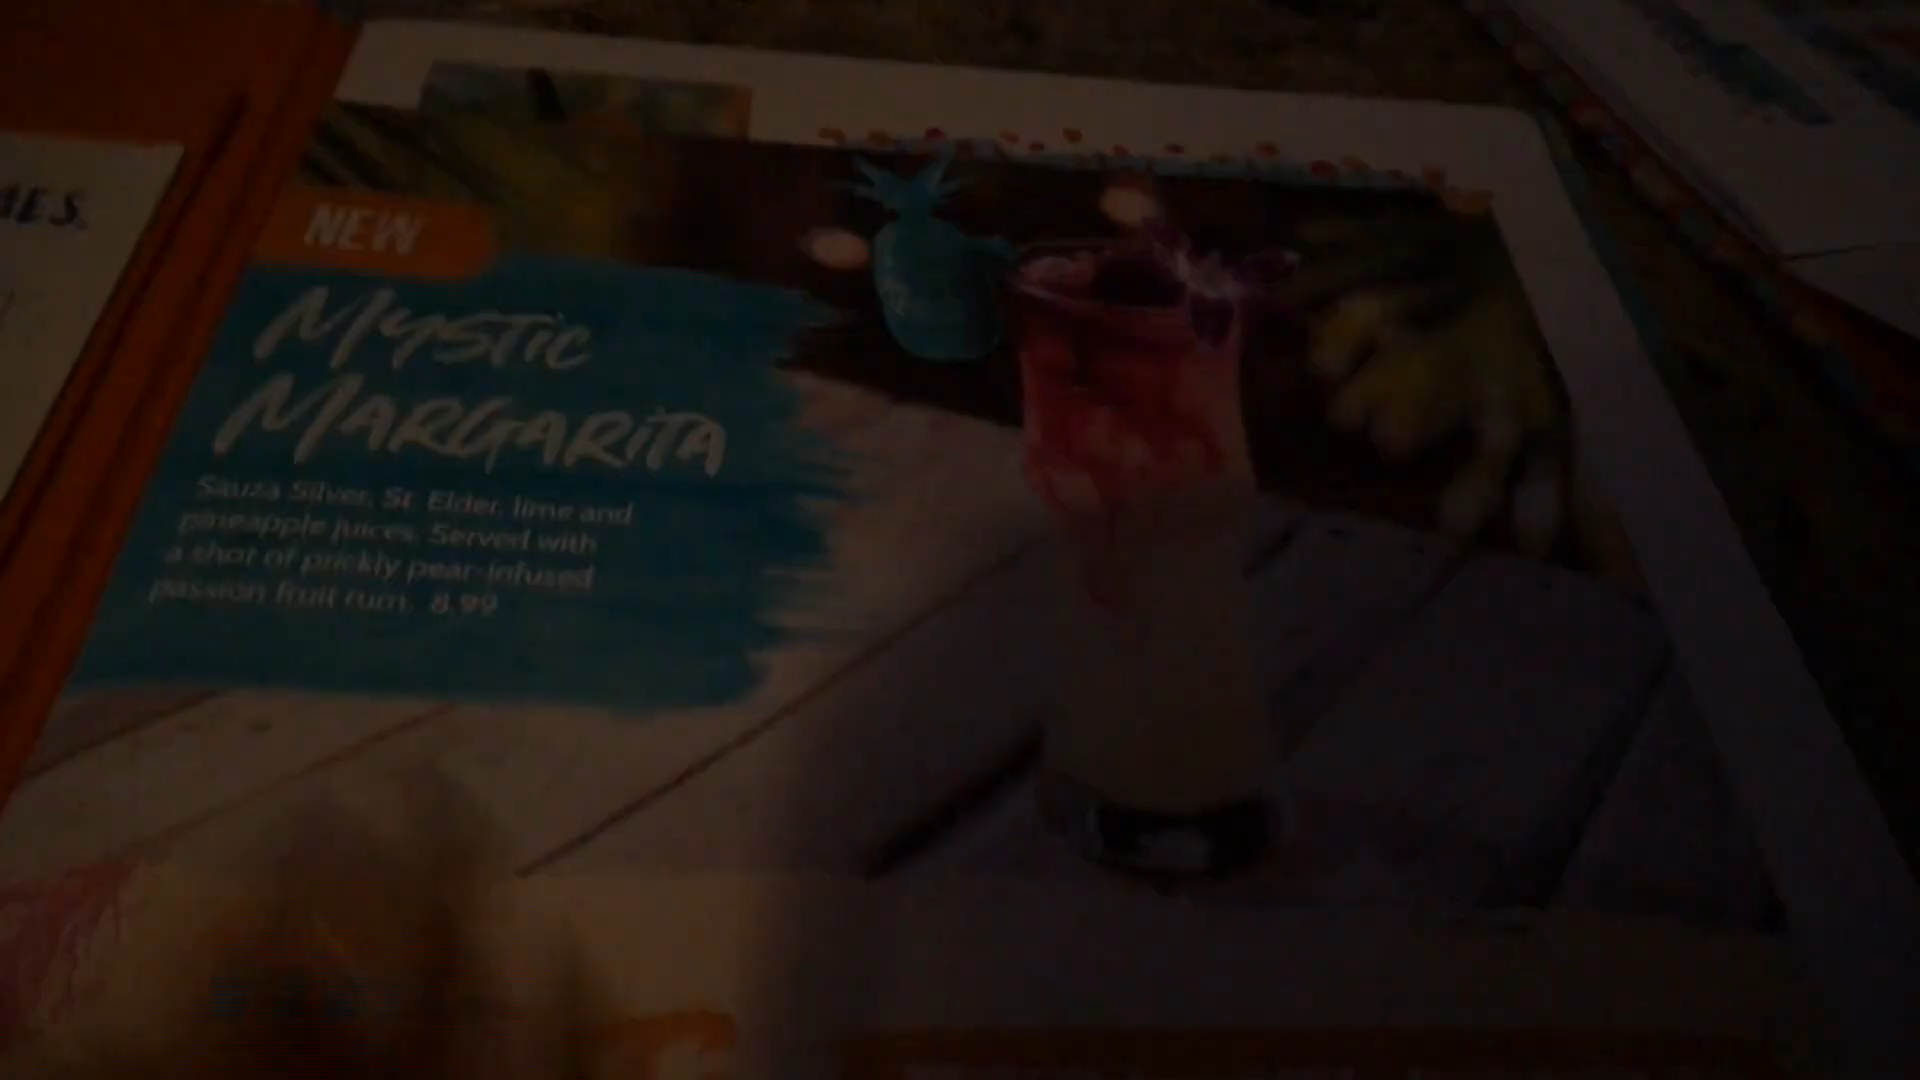 NEW
MYSTIC
MARGARITA
Sauza Silver, St. Elder, lime and
pineapple juices. Served with
a shot of prickly pear-infused
passion fruit rum. 8.99